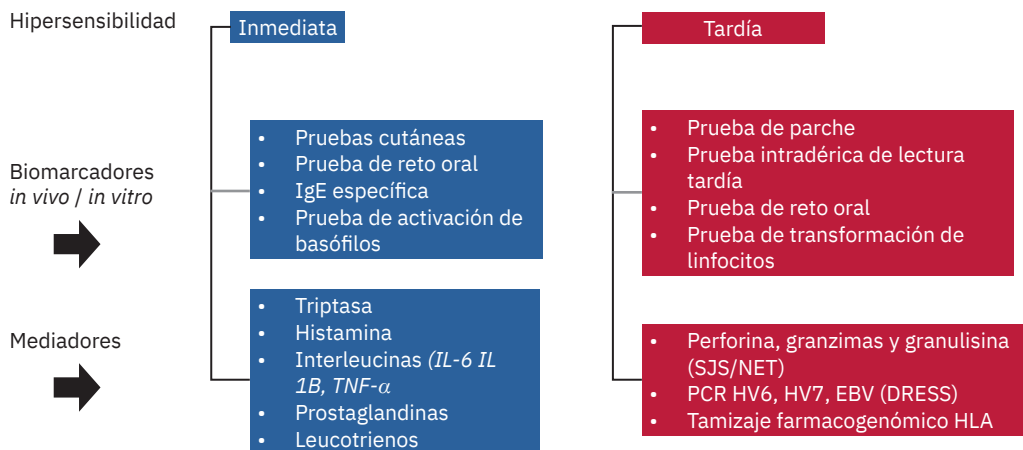 Hipersensibilidad
Inmediata
Tardía
Biomarcadores
in vivo / in vitro
• Pruebas cutáneas
• Prueba de reto oral
• IgE específica
• Prueba de activación de
basófilos
• Prueba de parche
• Prueba intradérica de lectura
tardía
• Prueba de reto oral
• Prueba de transformación de
linfocitos
Mediadores
• Triptasa
• Histamina
• Interleucinas (IL-6 IL
1B, TNF-α
• Prostaglandinas
• Leucotrienos
• Perforina, granzimas y granulisina
(SJS/NET)
• PCR HV6, HV7, EBV (DRESS)
• Tamizaje farmacogenómico HLA